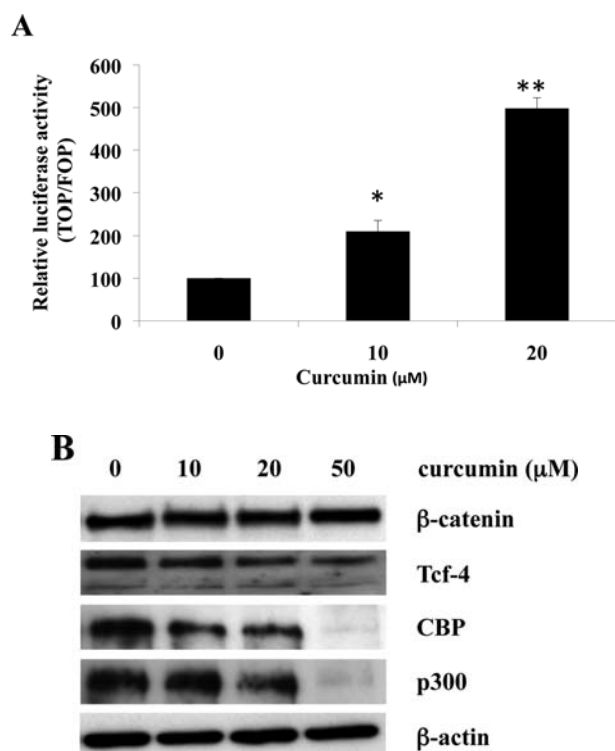 A
600
500
400
300
200
100
0
Relative luciferase activity
(TOP/FOP)
*
**
0 10 20
Curcumin (μM)
B
0 10 20 50 curcumin (μM)
β-catenin
Tcf-4
CBP
p300
β-actin